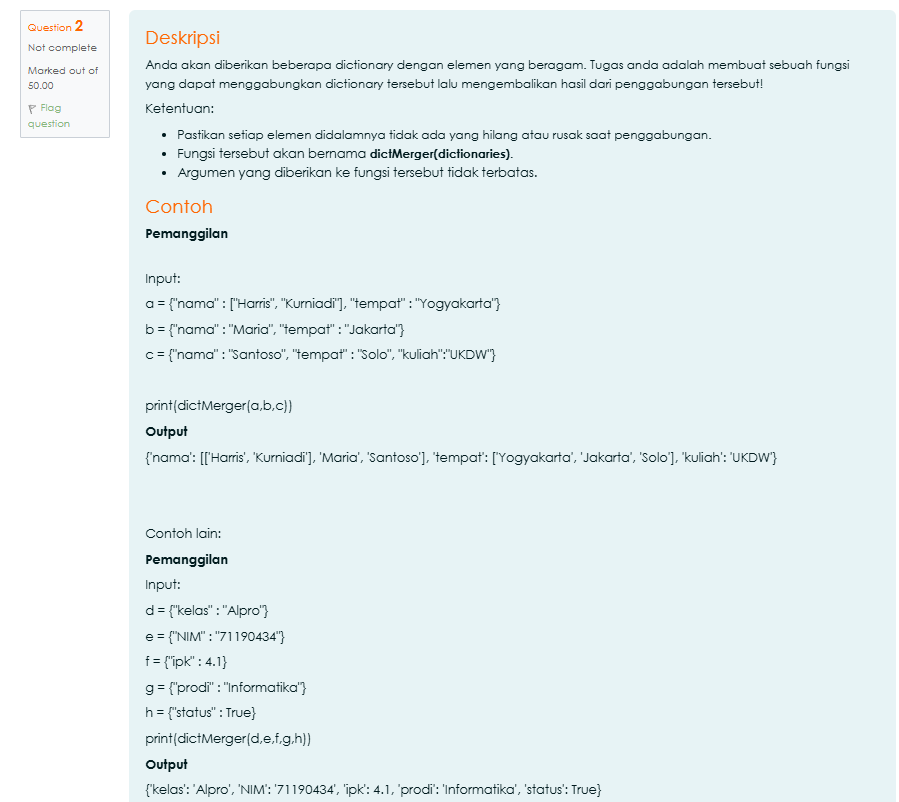 Question 2
Not complete
Marked out of
50.00
Flag
question
Deskripsi
Anda akan diberikan beberapa dictionary dengan elemen yang beragam. Tugas anda adalah membuat sebuah fungsi
yang dapat menggabungkan dictionary tersebut lalu mengembalikan hasil dari penggabungan tersebut!
Ketentuan:
• Pastikan setiap elemen didalamnya tidak ada yang hilang atau rusak saat penggabungan.
• Fungsi tersebut akan bernama dictMerger(dictionaries).
• Argumen yang diberikan ke fungsi tersebut tidak terbatas.
Contoh
Pemanggilan
Input:
a = {"nama" : ["Harris", "Kurniadi"], "tempat" : "Yogyakarta"}
b = {"nama" : "Maria", "tempat" : "Jakarta"}
c = {"nama" : "Santoso", "tempat" : "Solo", "kuliah":"UKDW"}
print(dictMerger(a,b,c))
Output
{'nama': [['Harris', 'Kurniadi'], 'Maria', 'Santoso'], 'tempat': ['Yogyakarta', 'Jakarta', 'Solo'], 'kuliah': 'UKDW'}
Contoh lain:
Pemanggilan
Input:
d = {"kelas" : "Alpro"}
e = {"NIM" : "71190434"}
f = {"ipk" : 4.1}
g = {"prodi" : "Informatika"}
h = {"status" : True}
print(dictMerger(d,e,f,g,h))
Output
{'kelas': 'Alpro', 'NIM': '71190434', 'ipk': 4.1, 'prodi': 'Informatika', 'status': True}